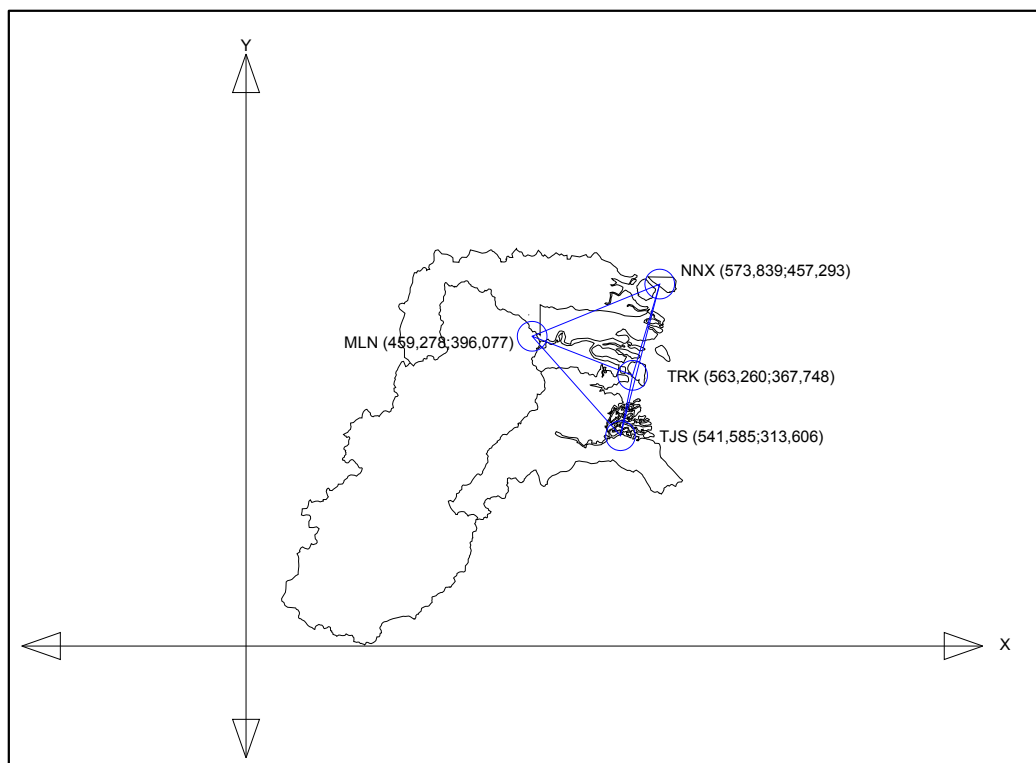 Y
NNX (573,839;457,293)
MLN (459,278;396,077)
TRK (563,260;367,748)
TJS (541,585;313,606)
X